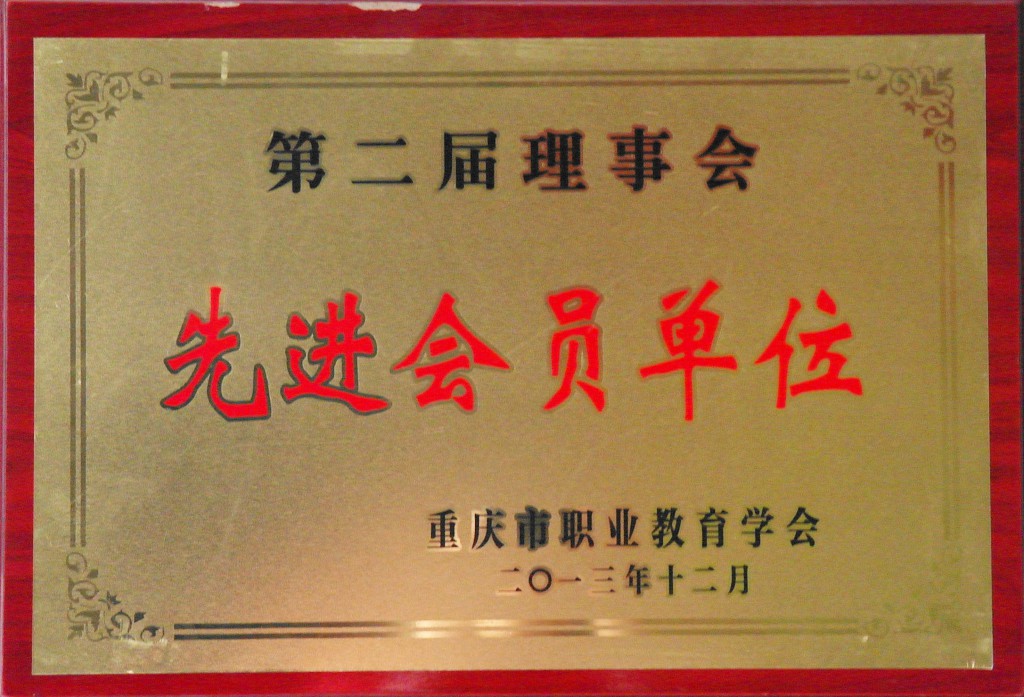 第二届理事会
先进会员单位
重庆市职业教育学会
二〇一三年十二月